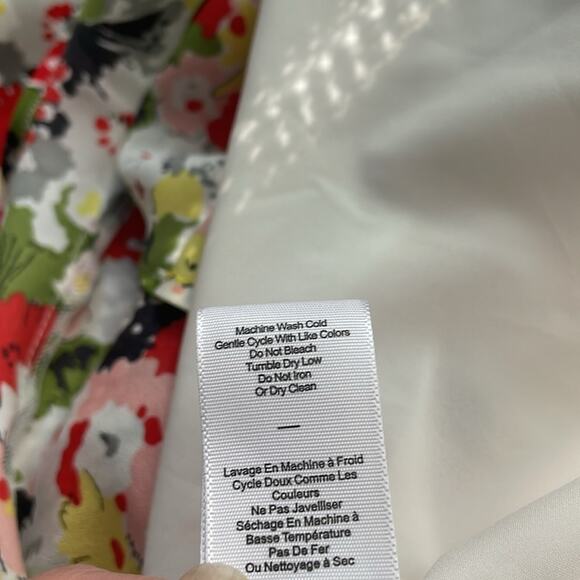 Machine Wash Cold
Gentle Cycle With Like Colors
Do Not Bleach
Tumble Dry Low
Do Not Iron
Or Dry Clean
—
Lavage En Machine à Froid
Cycle Doux Comme Les
Couleurs
Ne Pas Javelliser
Séchage En Machine à
Basse Température
Pas De Fer
Ou Nettoyage à Sec